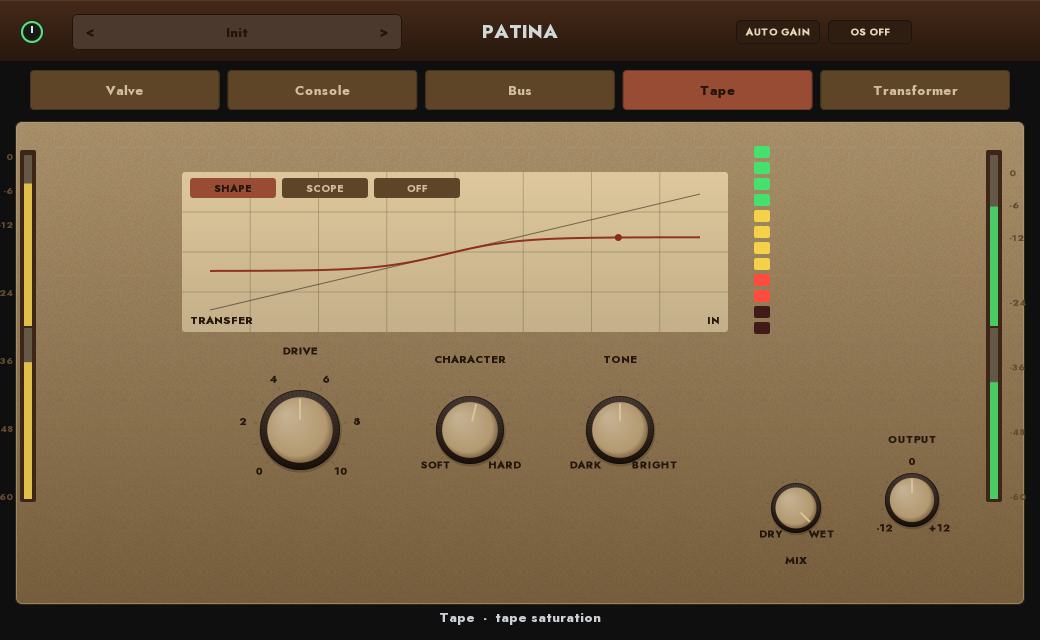 < Init > PATINA AUTO GAIN OS OFF
Valve Console Bus Tape Transformer
SHAPE SCOPE OFF
TRANSFER IN
0
-6
-12
-24
-36
-48
-60
0
-6
-12
-24
-36
-48
-60
DRIVE
4 6
2 8
0 10
CHARACTER
SOFT HARD
TONE
DARK BRIGHT
DRY WET
MIX
OUTPUT
0
-12 +12
Tape - tape saturation